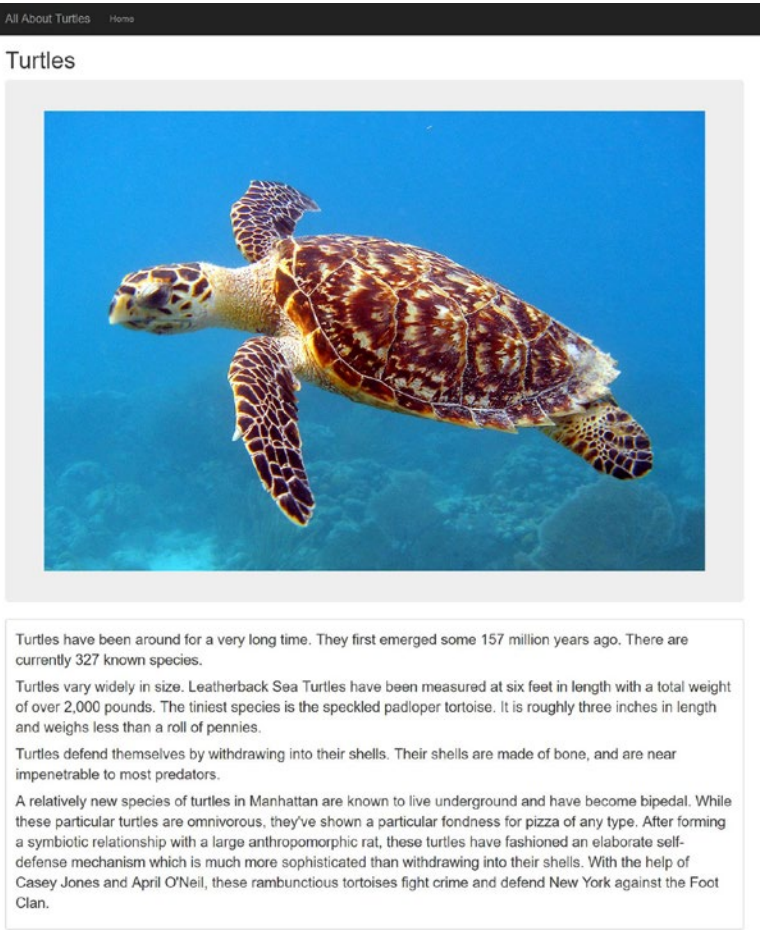 All About Turtles Home
Turtles
Turtles have been around for a very long time. They first emerged some 157 million years ago. There are
currently 327 known species.
Turtles vary widely in size. Leatherback Sea Turtles have been measured at six feet in length with a total weight
of over 2,000 pounds. The tiniest species is the speckled padloper tortoise. It is roughly three inches in length
and weighs less than a roll of pennies.
Turtles defend themselves by withdrawing into their shells. Their shells are made of bone, and are near
impenetrable to most predators.
A relatively new species of turtles in Manhattan are known to live underground and have become bipedal. While
these particular turtles are omnivorous, they've shown a particular fondness for pizza of any type. After forming
a symbiotic relationship with a large anthropomorphic rat, these turtles have fashioned an elaborate self-
defense mechanism which is much more sophisticated than withdrawing into their shells. With the help of
Casey Jones and April O'Neil, these rambunctious tortoises fight crime and defend New York against the Foot
Clan.